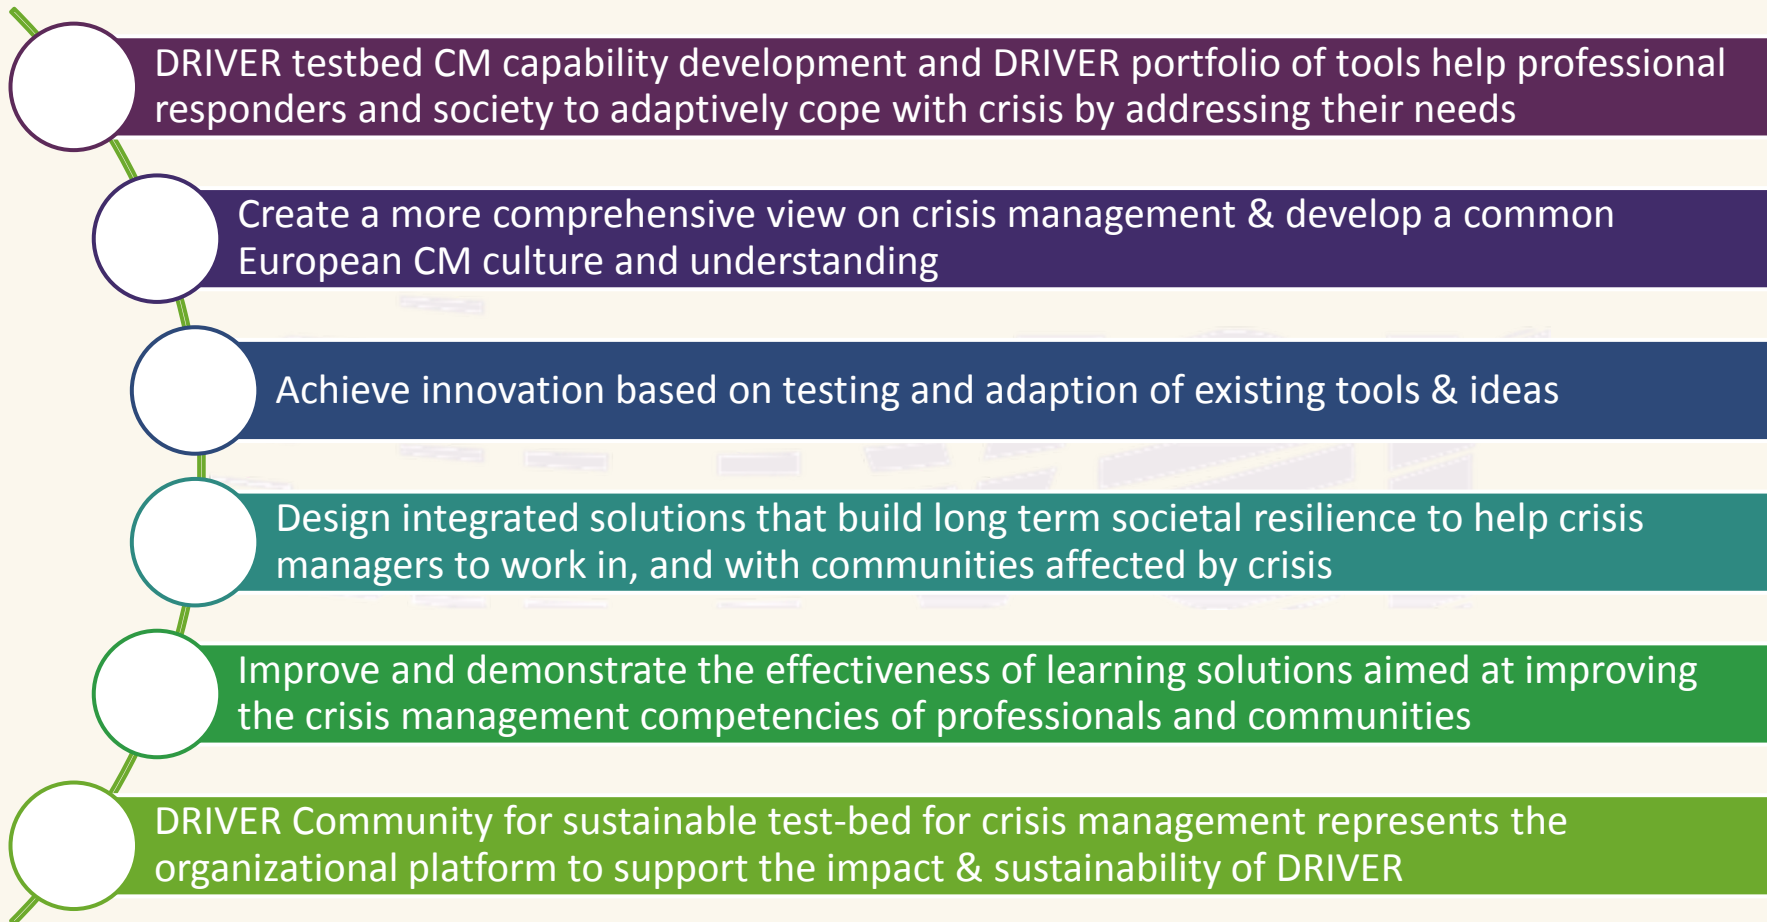 DRIVER testbed CM capability development and DRIVER portfolio of tools help professional
responders and society to adaptively cope with crisis by addressing their needs
Create a more comprehensive view on crisis management & develop a common
European CM culture and understanding
Achieve innovation based on testing and adaption of existing tools & ideas
Design integrated solutions that build long term societal resilience to help crisis
managers to work in, and with communities affected by crisis
Improve and demonstrate the effectiveness of learning solutions aimed at improving
the crisis management competencies of professionals and communities
DRIVER Community for sustainable test-bed for crisis management represents the
organizational platform to support the impact & sustainability of DRIVER